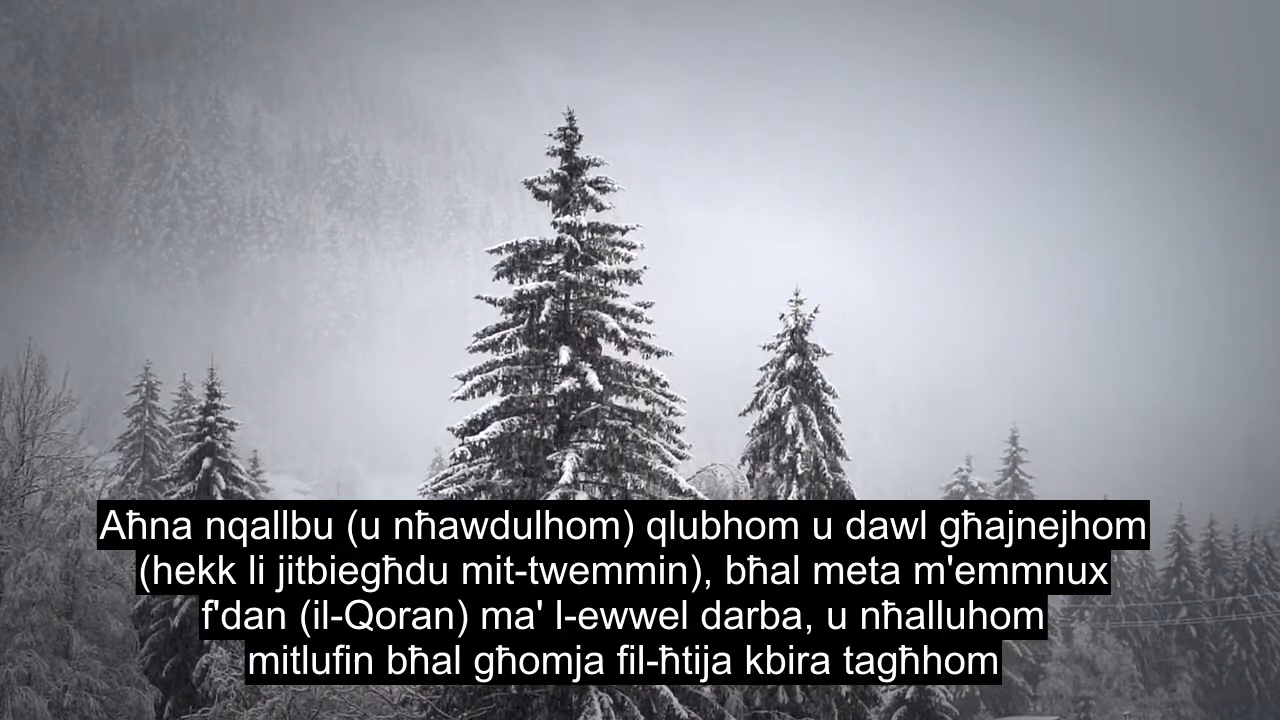 Aħna nqallbu (u nħawdulhom) qlubhom u dawl għajnejhom
(hekk li jitbiegħdu mit-twemmin), bħal meta m'emmnux
f'dan (il-Qoran) ma' l-ewwel darba, u nħalluhom
mitlufin bħal għomja fil-ħtija kbira tagħhom